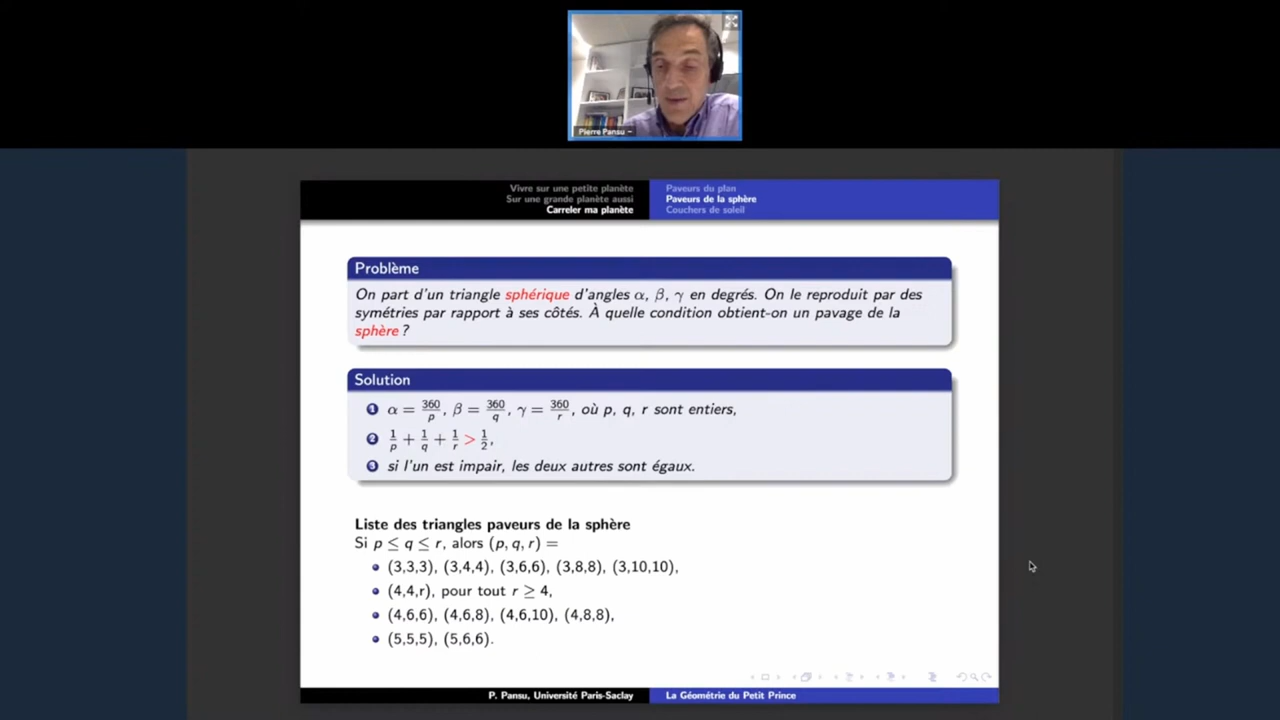 Pierre Pansu ~
Vivre sur une petite planète
Sur une grande planète aussi
Carreler ma planète
Paveurs du plan
Paveurs de la sphère
Couchers de soleil
Problème
On part d'un triangle sphérique d'angles α, β, γ en degrés. On le reproduit par des
symétries par rapport à ses côtés. À quelle condition obtient-on un pavage de la
sphère ?
Solution
1 α = 360/p, β = 360/q, γ = 360/r, où p, q, r sont entiers,
2 1/p + 1/q + 1/r > 1/2,
3 si l'un est impair, les deux autres sont égaux.
Liste des triangles paveurs de la sphère
Si p ≤ q ≤ r, alors (p, q, r) =
• (3,3,3), (3,4,4), (3,6,6), (3,8,8), (3,10,10),
• (4,4,r), pour tout r ≥ 4,
• (4,6,6), (4,6,8), (4,6,10), (4,8,8),
• (5,5,5), (5,6,6).
P. Pansu, Université Paris-Saclay
La Géométrie du Petit Prince